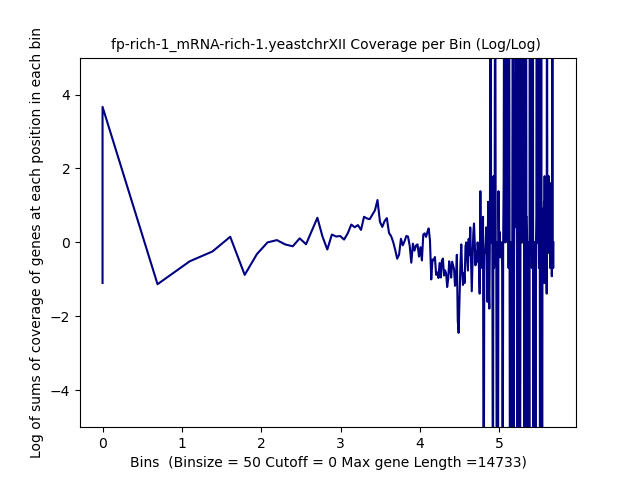 fp-rich-1_mRNA-rich-1.yeastchrXII Coverage per Bin (Log/Log)
Log of sums of coverage of genes at each position in each bin
4
2
0
−2
−4
0 1 2 3 4 5
Bins  (Binsize = 50 Cutoff = 0 Max gene Length =14733)